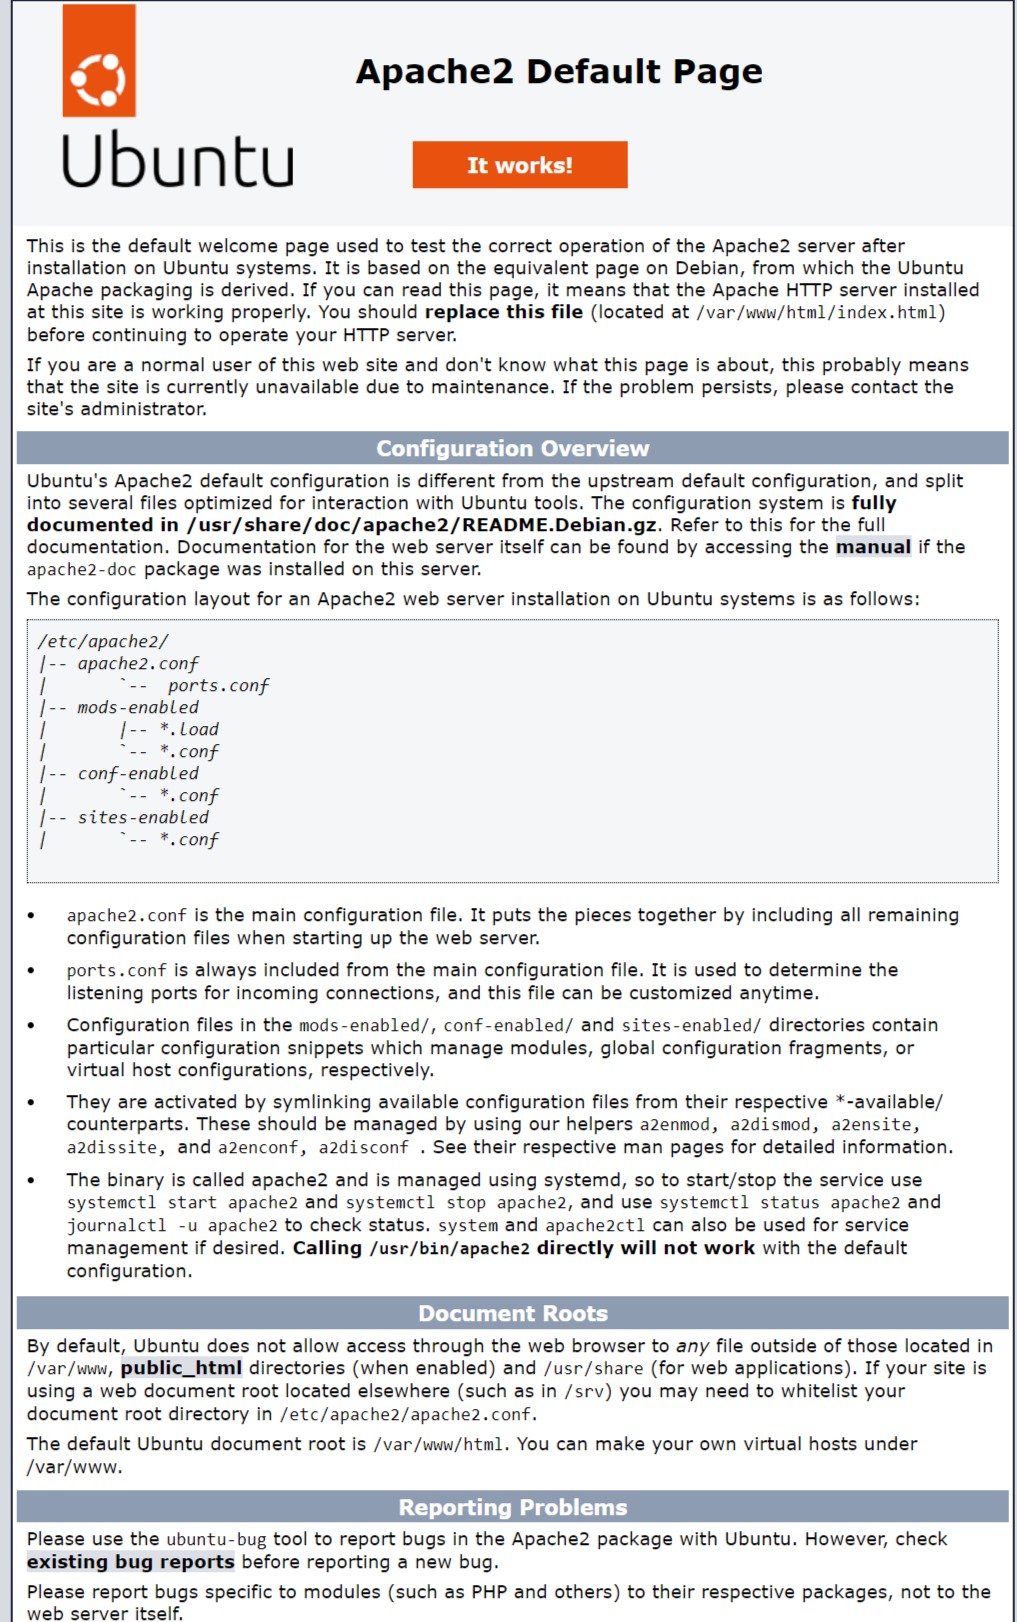 Apache2 Default Page
Ubuntu
It works!
This is the default welcome page used to test the correct operation of the Apache2 server after
installation on Ubuntu systems. It is based on the equivalent page on Debian, from which the Ubuntu
Apache packaging is derived. If you can read this page, it means that the Apache HTTP server installed
at this site is working properly. You should replace this file (located at /var/www/html/index.html)
before continuing to operate your HTTP server.
If you are a normal user of this web site and don't know what this page is about, this probably means
that the site is currently unavailable due to maintenance. If the problem persists, please contact the
site's administrator.
Configuration Overview
Ubuntu's Apache2 default configuration is different from the upstream default configuration, and split
into several files optimized for interaction with Ubuntu tools. The configuration system is fully
documented in /usr/share/doc/apache2/README.Debian.gz. Refer to this for the full
documentation. Documentation for the web server itself can be found by accessing the manual if the
apache2-doc package was installed on this server.
The configuration layout for an Apache2 web server installation on Ubuntu systems is as follows:
/etc/apache2/
|-- apache2.conf
|       `--  ports.conf
|-- mods-enabled
|       |-- *.load
|       `-- *.conf
|-- conf-enabled
|       `-- *.conf
|-- sites-enabled
|       `-- *.conf
• apache2.conf is the main configuration file. It puts the pieces together by including all remaining
configuration files when starting up the web server.
• ports.conf is always included from the main configuration file. It is used to determine the
listening ports for incoming connections, and this file can be customized anytime.
• Configuration files in the mods-enabled/, conf-enabled/ and sites-enabled/ directories contain
particular configuration snippets which manage modules, global configuration fragments, or
virtual host configurations, respectively.
• They are activated by symlinking available configuration files from their respective *-available/
counterparts. These should be managed by using our helpers a2enmod, a2dismod, a2ensite,
a2dissite, and a2enconf, a2disconf . See their respective man pages for detailed information.
• The binary is called apache2 and is managed using systemd, so to start/stop the service use
systemctl start apache2 and systemctl stop apache2, and use systemctl status apache2 and
journalctl -u apache2 to check status. system and apache2ctl can also be used for service
management if desired. Calling /usr/bin/apache2 directly will not work with the default
configuration.
Document Roots
By default, Ubuntu does not allow access through the web browser to any file outside of those located in
/var/www, public_html directories (when enabled) and /usr/share (for web applications). If your site is
using a web document root located elsewhere (such as in /srv) you may need to whitelist your
document root directory in /etc/apache2/apache2.conf.
The default Ubuntu document root is /var/www/html. You can make your own virtual hosts under
/var/www.
Reporting Problems
Please use the ubuntu-bug tool to report bugs in the Apache2 package with Ubuntu. However, check
existing bug reports before reporting a new bug.
Please report bugs specific to modules (such as PHP and others) to their respective packages, not to the
web server itself.